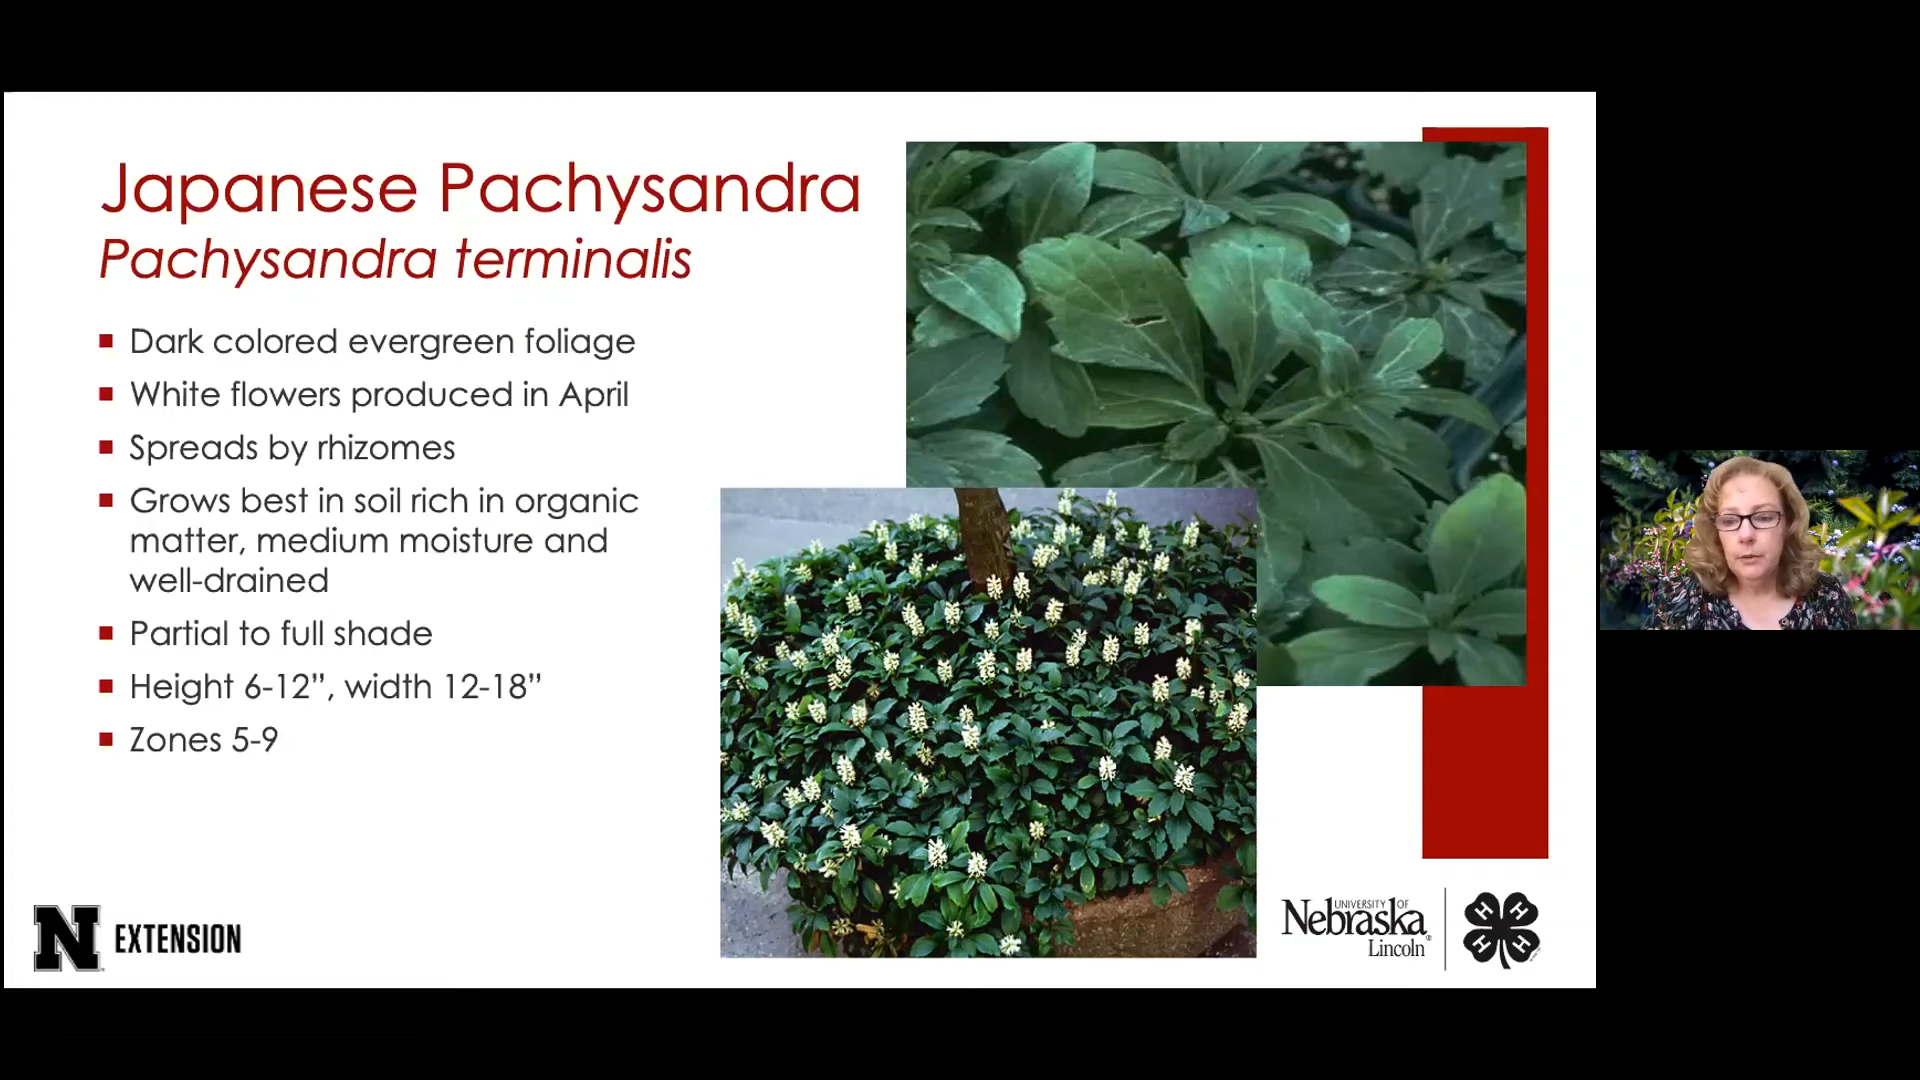 Japanese Pachysandra
Pachysandra terminalis
Dark colored evergreen foliage
White flowers produced in April
Spreads by rhizomes
Grows best in soil rich in organic
matter, medium moisture and
well-drained
Partial to full shade
Height 6-12”, width 12-18”
Zones 5-9
N EXTENSION
UNIVERSITY OF
Nebraska
Lincoln
H H
H H